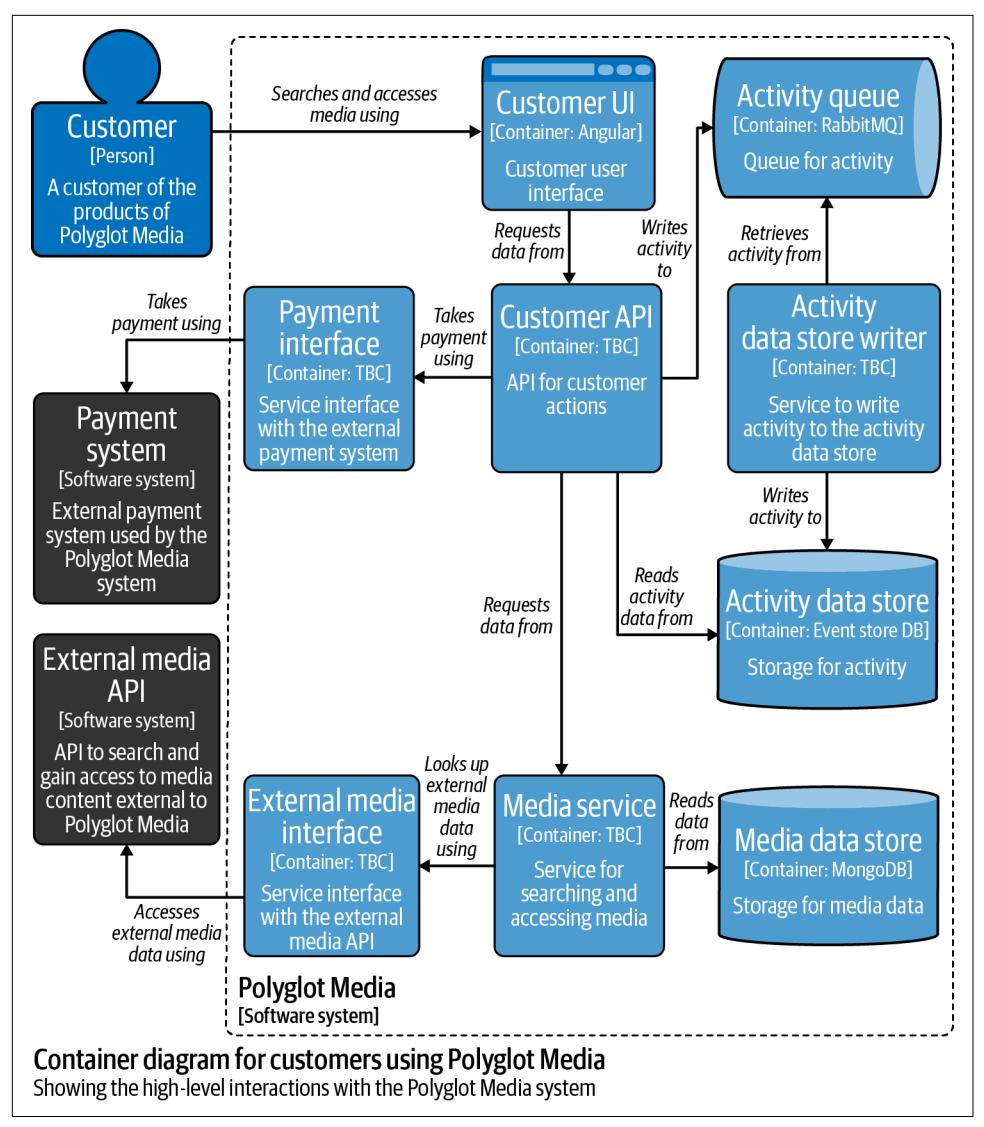 Customer
[Person]
A customer of the
products of
Polyglot Media
Searches and accesses
media using
Customer UI
[Container: Angular]
Customer user
interface
Activity queue
[Container: RabbitMQ]
Queue for activity
Requests
data from
Writes
activity
to
Retrieves
activity from
Takes
payment using
Payment
interface
[Container: TBC]
Service interface
with the external
payment system
Takes
payment
using
Customer API
[Container: TBC]
API for customer
actions
Activity
data store writer
[Container: TBC]
Service to write
activity to the activity
data store
Payment
system
[Software system]
External payment
system used by the
Polyglot Media
system
Writes
activity to
Requests
data from
Reads
activity
data from
Activity data store
[Container: Event store DB]
Storage for activity
External media
API
[Software system]
API to search and
gain access to media
content external to
Polyglot Media
External media
interface
[Container: TBC]
Service interface
with the external
media API
Looks up
external
media
data
using
Media service
[Container: TBC]
Service for
searching and
accessing media
Reads
data
from
Media data store
[Container: MongoDB]
Storage for media data
Accesses
external media
data using
Polyglot Media
[Software system]
Container diagram for customers using Polyglot Media
Showing the high-level interactions with the Polyglot Media system